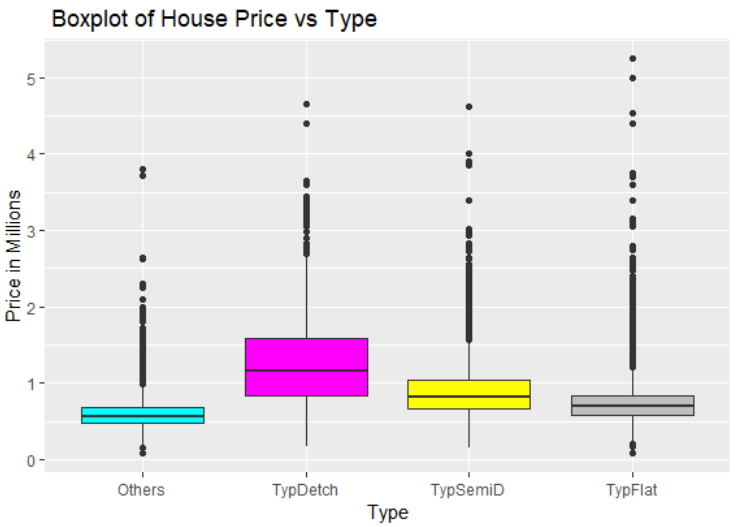 Boxplot of House Price vs Type
Price in Millions
5
4
3
2
1
0
Others TypDetch TypSemiD TypFlat
Type